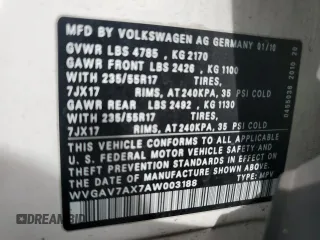 MFD. BY VOLKSWAGEN AG GERMANY 01/10
GVWR LBS 4785 , KG 2170
GAWR FRONT LBS 2426 , KG 1100
WITH 235/55R17 TIRES,
7JX17 RIMS, AT 240KPA, 35 PSI COLD
GAWR REAR LBS 2492 , KG 1130
WITH 235/55R17 TIRES,
7JX17 RIMS, AT 240KPA, 35 PSI COLD
THIS VEHICLE CONFORMS TO ALL APPLICABLE
U.S. FEDERAL MOTOR VEHICLE SAFETY, BUMPER, AND
THEFT PREVENTION STANDARDS IN EFFECT ON THE
DATE OF MANUFACTURE SHOWN ABOVE.
WVGAV7AX7AW003188 TYPE: MPV
DREAMBID